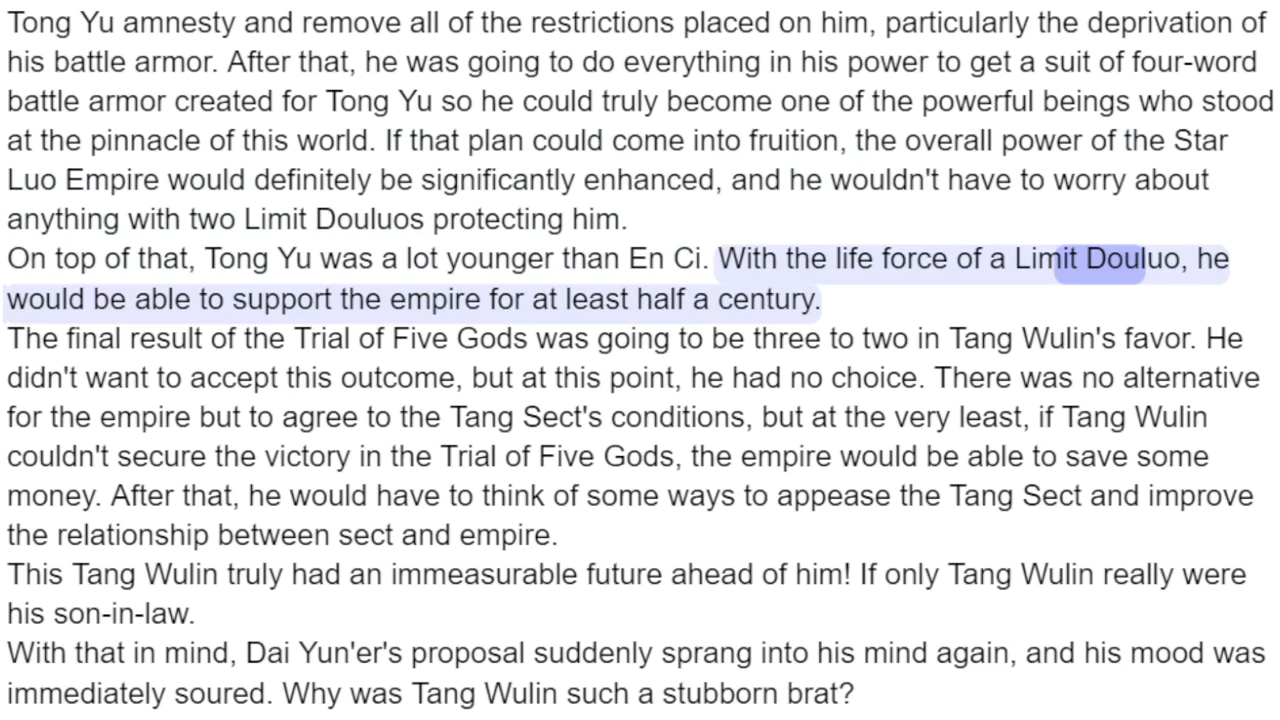 Tong Yu amnesty and remove all of the restrictions placed on him, particularly the deprivation of
his battle armor. After that, he was going to do everything in his power to get a suit of four-word
battle armor created for Tong Yu so he could truly become one of the powerful beings who stood
at the pinnacle of this world. If that plan could come into fruition, the overall power of the Star
Luo Empire would definitely be significantly enhanced, and he wouldn't have to worry about
anything with two Limit Douluos protecting him.
On top of that, Tong Yu was a lot younger than En Ci. With the life force of a Limit Douluo, he
would be able to support the empire for at least half a century.
The final result of the Trial of Five Gods was going to be three to two in Tang Wulin's favor. He
didn't want to accept this outcome, but at this point, he had no choice. There was no alternative
for the empire but to agree to the Tang Sect's conditions, but at the very least, if Tang Wulin
couldn't secure the victory in the Trial of Five Gods, the empire would be able to save some
money. After that, he would have to think of some ways to appease the Tang Sect and improve
the relationship between sect and empire.
This Tang Wulin truly had an immeasurable future ahead of him! If only Tang Wulin really were
his son-in-law.
With that in mind, Dai Yun'er's proposal suddenly sprang into his mind again, and his mood was
immediately soured. Why was Tang Wulin such a stubborn brat?